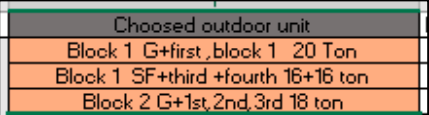 Choosed outdoor unit
Block 1 G+first ,block 1 20 Ton
Block 1 SF+third +fourth 16+16 ton
Block 2 G+1st,2nd,3rd 18 ton